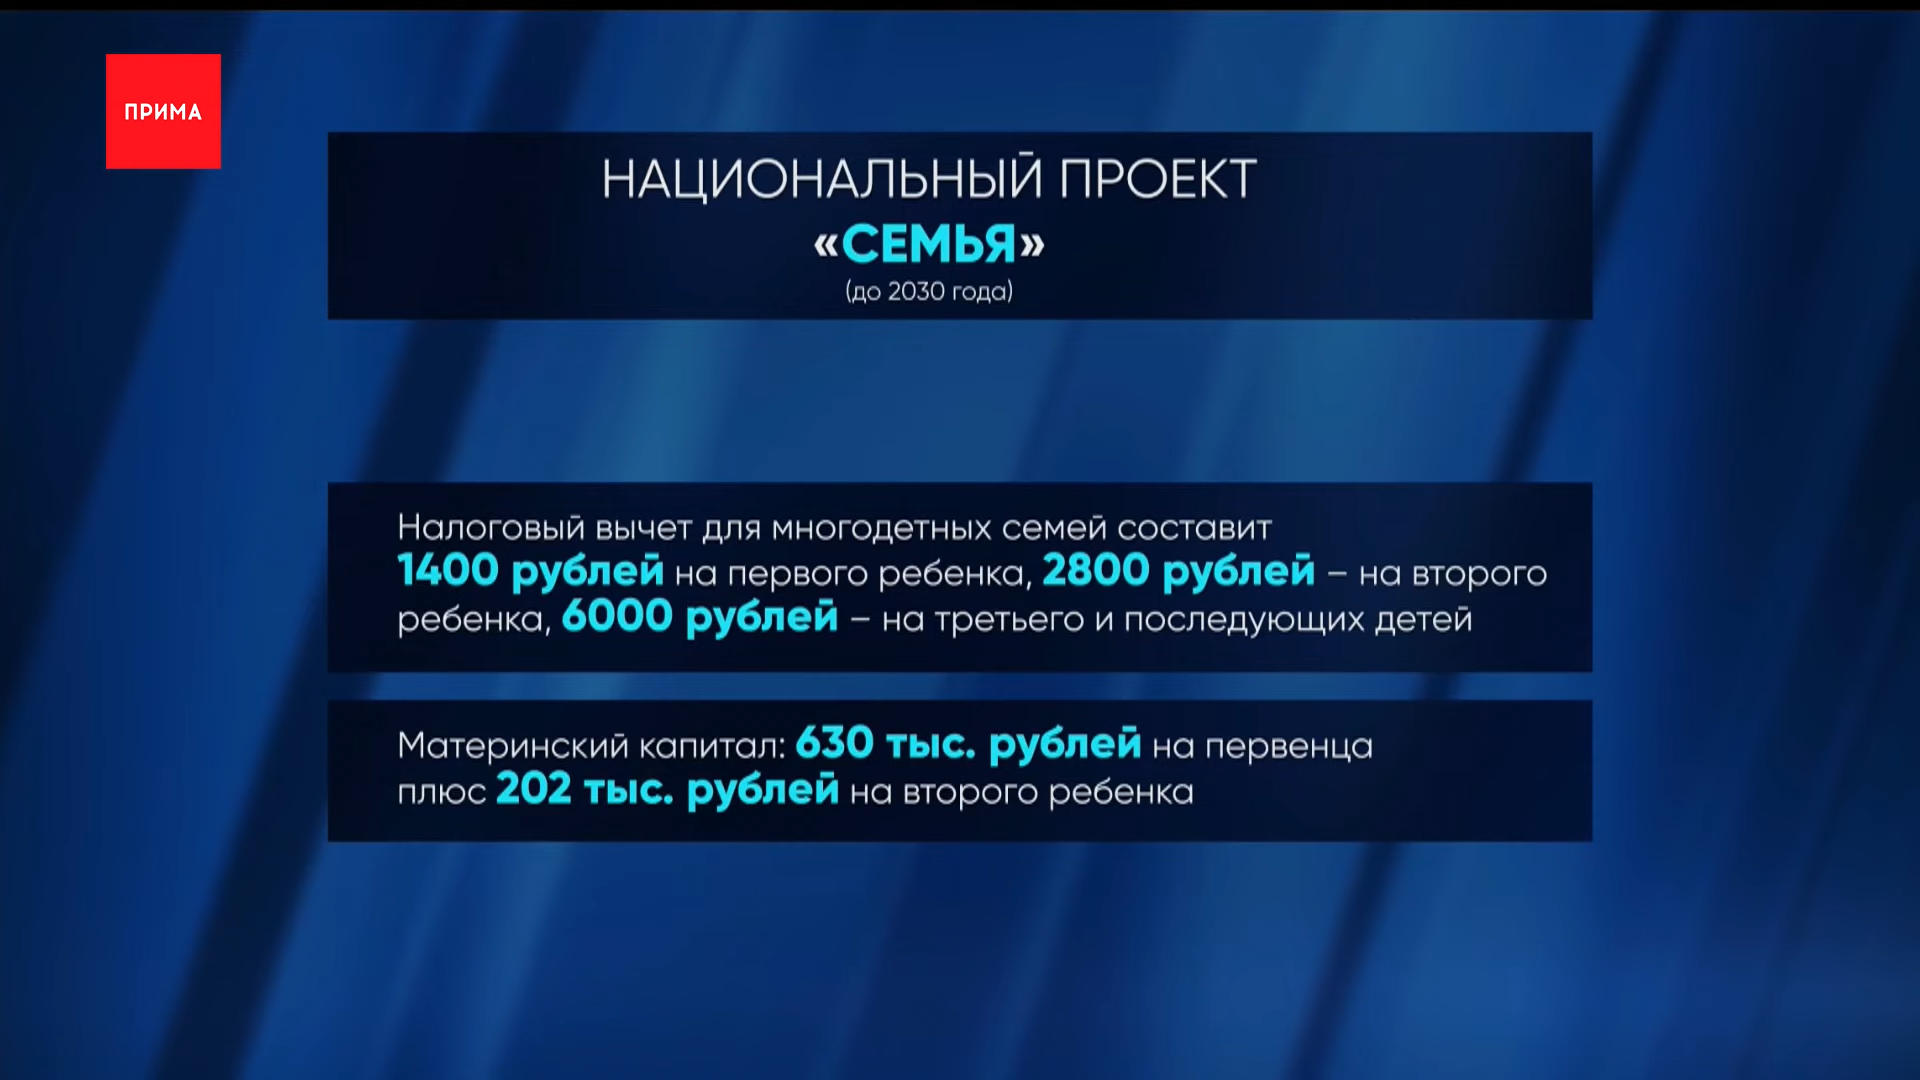 ПРИМА
НАЦИОНАЛЬНЫЙ ПРОЕКТ
«СЕМЬЯ»
(до 2030 года)
Налоговый вычет для многодетных семей составит
1400 рублей на первого ребенка, 2800 рублей – на второго
ребенка, 6000 рублей – на третьего и последующих детей
Материнский капитал: 630 тыс. рублей на первенца
плюс 202 тыс. рублей на второго ребенка